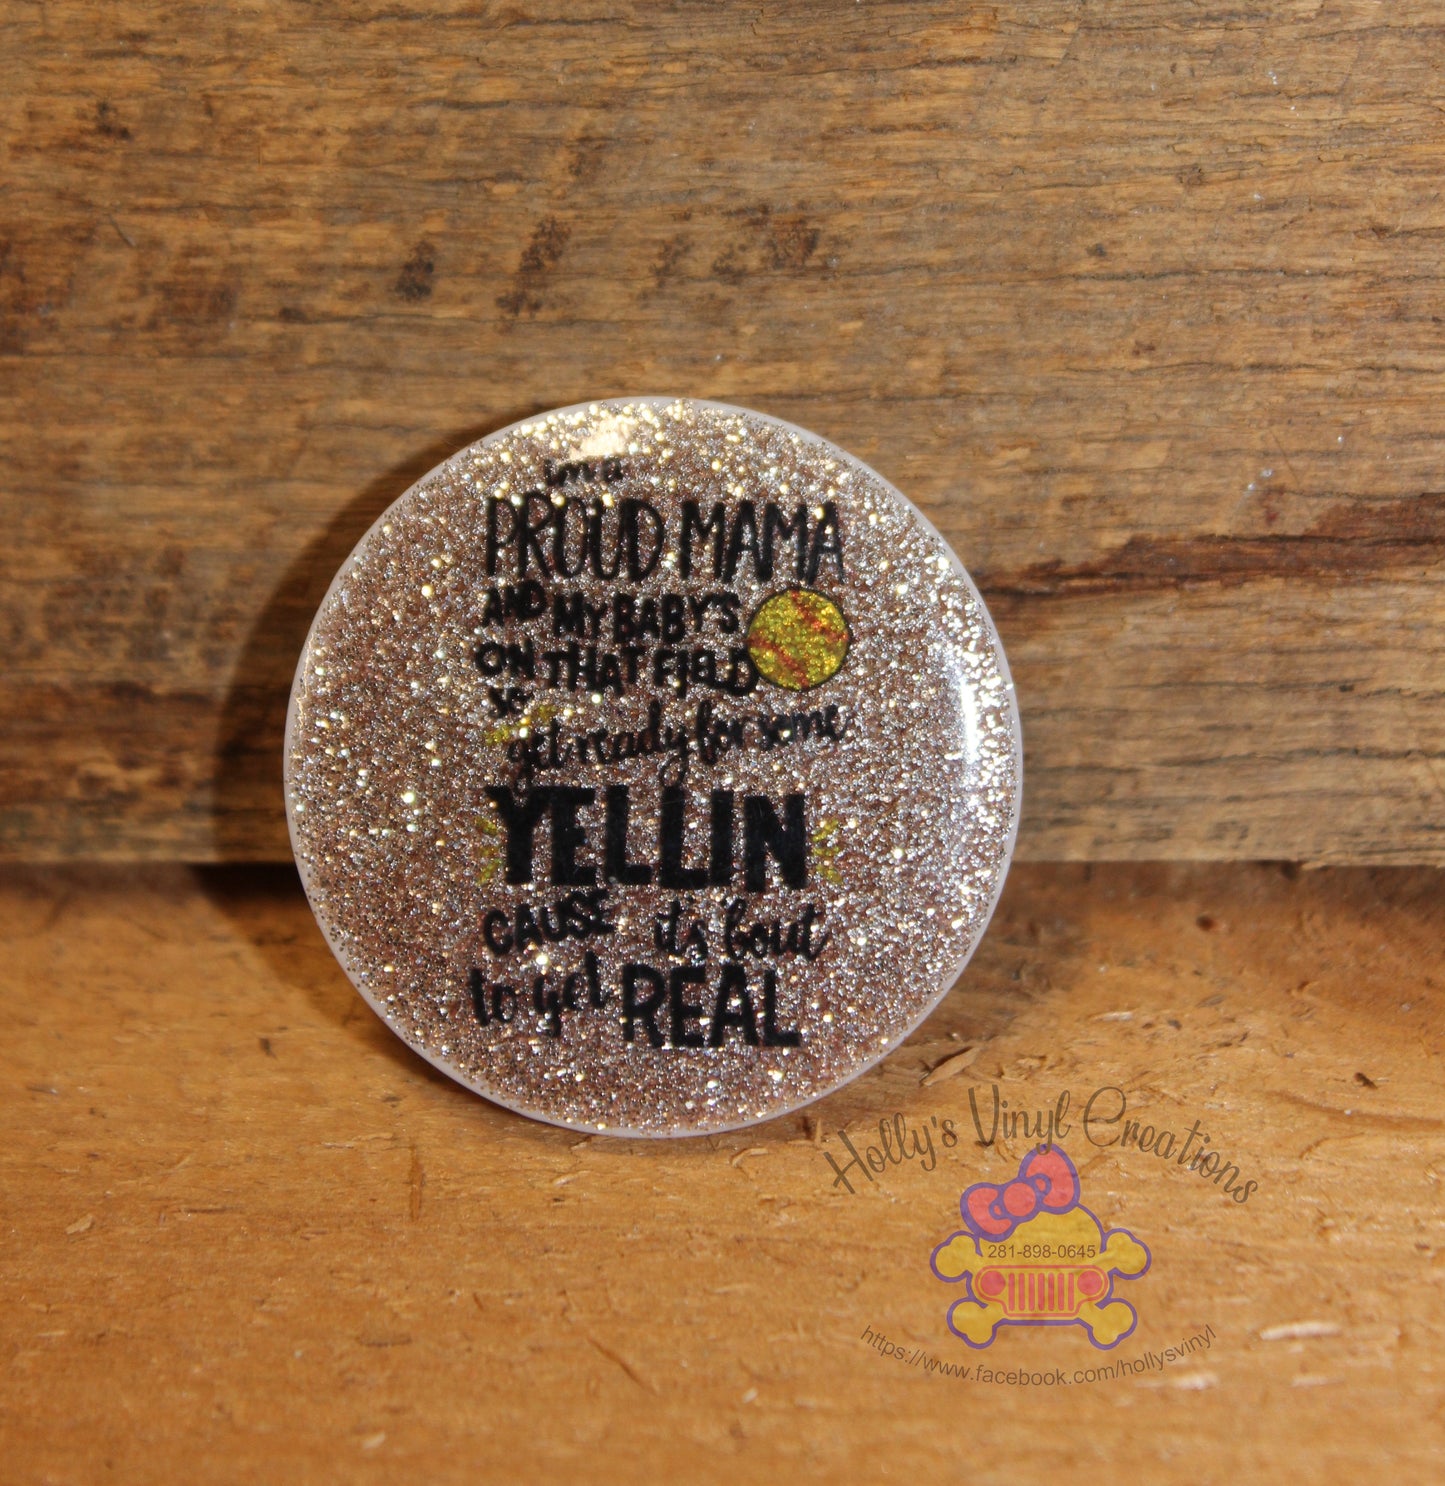 im a
PROUD MAMA
AND MY BABY'S
ON THAT FIELD
so
get ready for some
YELLIN
CAUSE it's bout
to get REAL
Holly's Vinyl Creations
281-898-0645
https://www.facebook.com/hollysvinyl